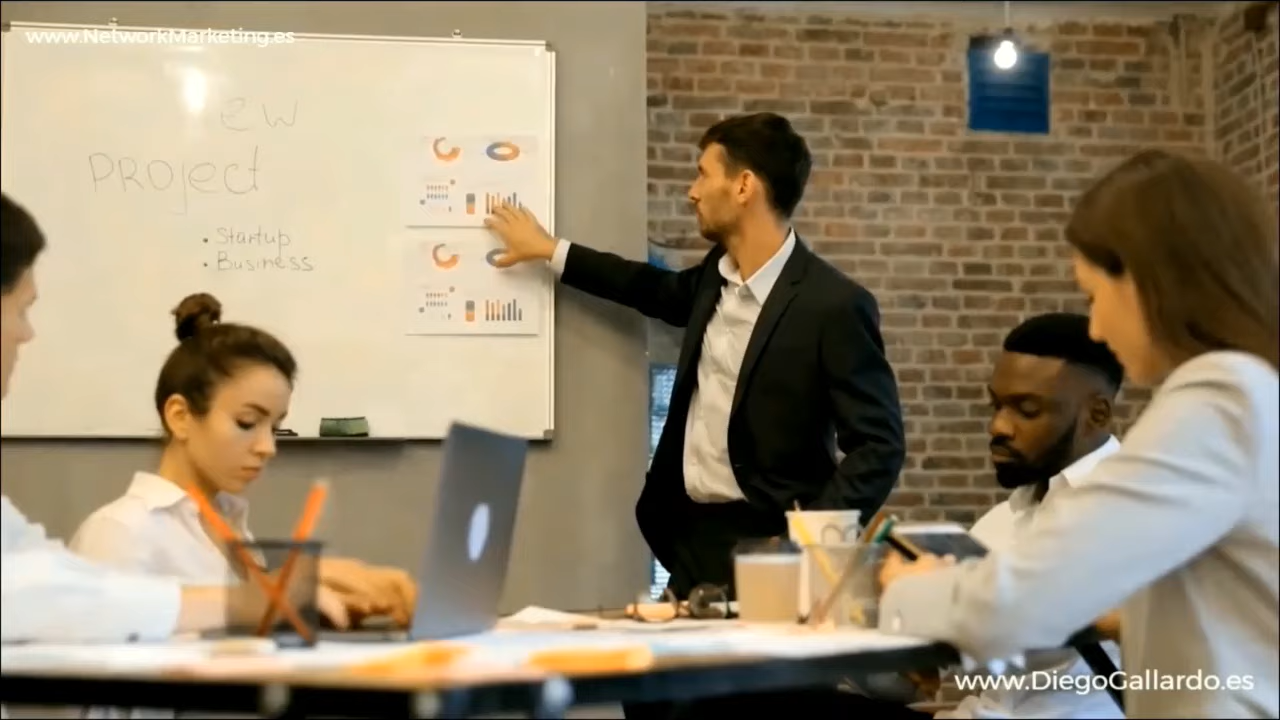 www.NetworkMarketing.es
ew
PROJect
• Startup
• Business
www.DiegoGallardo.es